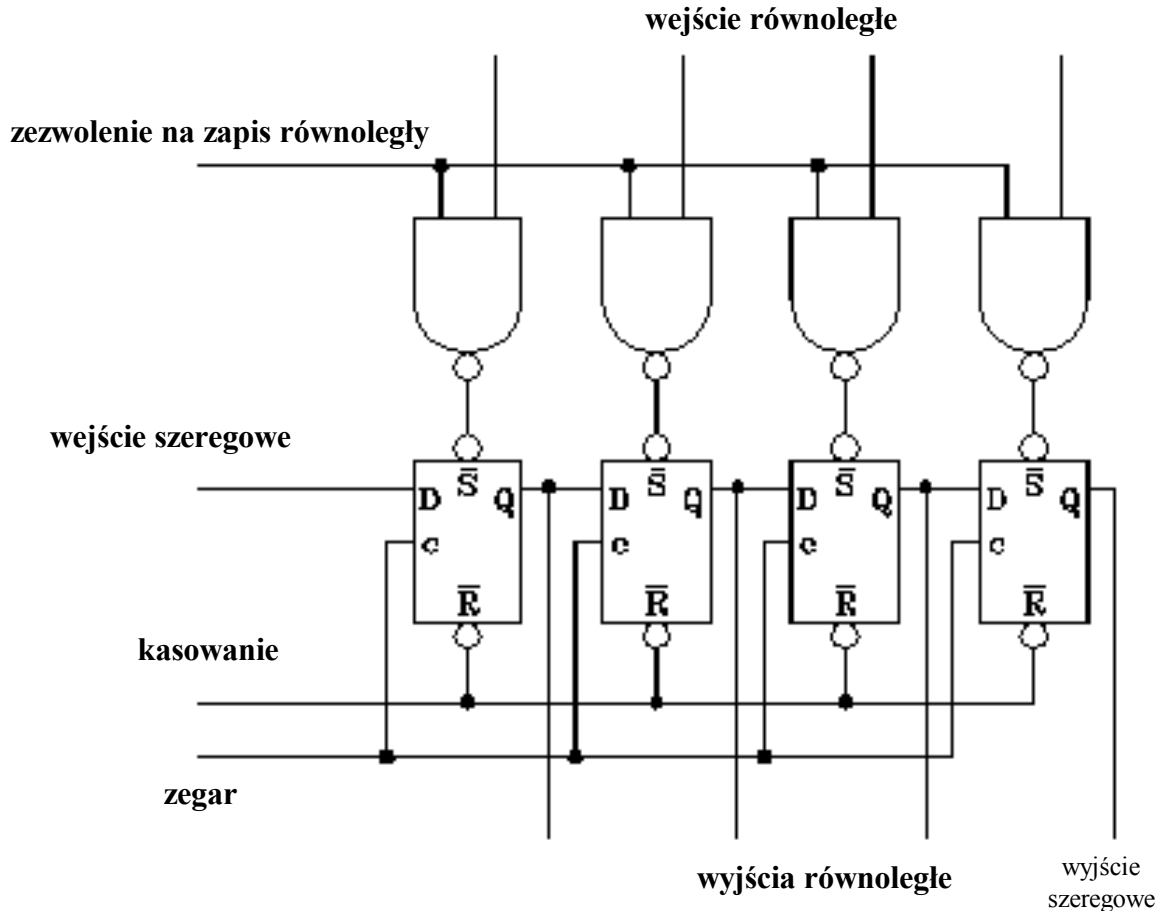 wejście równoległe
zezwolenie na zapis równoległy
wejście szeregowe
S̅ S̅ S̅ S̅
D Q D Q D Q D Q
C C C C
R̅ R̅ R̅ R̅
kasowanie
zegar
wyjścia równoległe
wyjście
szeregowe